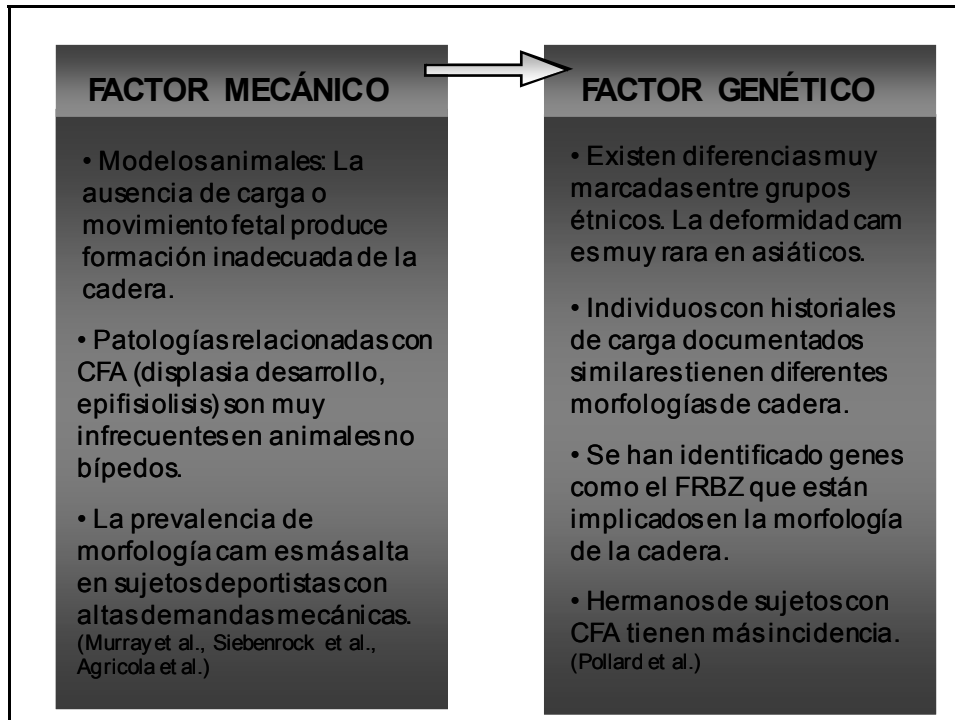 FACTOR MECÁNICO
• Modelos animales: La
ausencia de carga o
movimiento fetal produce
formación inadecuada de la
cadera.
• Patologías relacionadas con
CFA (displasia desarrollo,
epifisiolisis) son muy
infrecuentes en animales no
bípedos.
• La prevalencia de
morfología cam es más alta
en sujetos deportistas con
altas demandas mecánicas.
(Murray et al., Siebenrock et al.,
Agricola et al.)
FACTOR GENÉTICO
• Existen diferencias muy
marcadas entre grupos
étnicos. La deformidad cam
es muy rara en asiáticos.
• Individuos con historiales
de carga documentados
similares tienen diferentes
morfologías de cadera.
• Se han identificado genes
como el FRBZ que están
implicados en la morfología
de la cadera.
• Hermanos de sujetos con
CFA tienen más incidencia.
(Pollard et al.)